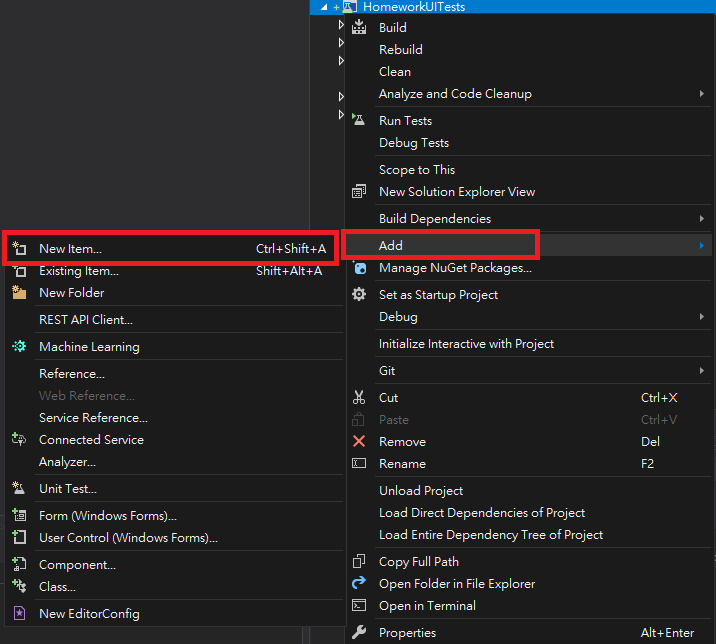 HomeworkUITests
Build
Rebuild
Clean
Analyze and Code Cleanup
Run Tests
Debug Tests
Scope to This
New Solution Explorer View
Build Dependencies
Add
Manage NuGet Packages...
Set as Startup Project
Debug
Initialize Interactive with Project
Git
Cut Ctrl+X
Paste Ctrl+V
Remove Del
Rename F2
Unload Project
Load Direct Dependencies of Project
Load Entire Dependency Tree of Project
Copy Full Path
Open Folder in File Explorer
Open in Terminal
Properties Alt+Enter
New Item... Ctrl+Shift+A
Existing Item... Shift+Alt+A
New Folder
REST API Client...
Machine Learning
Reference...
Web Reference...
Service Reference...
Connected Service
Analyzer...
Unit Test...
Form (Windows Forms)...
User Control (Windows Forms)...
Component...
Class...
New EditorConfig